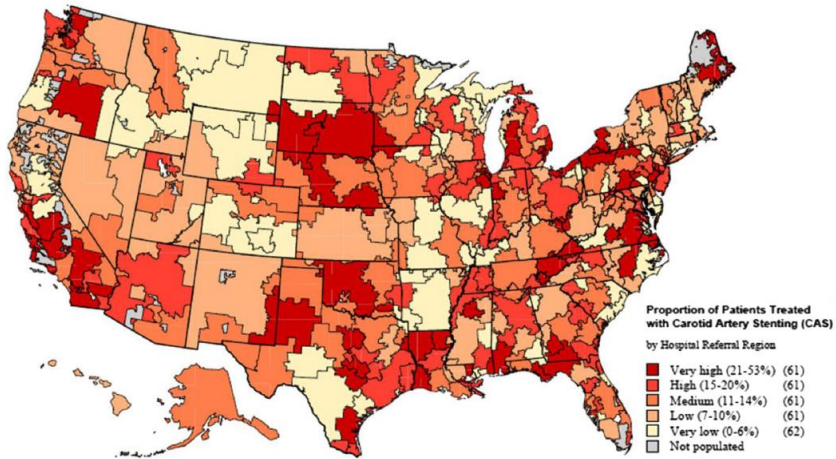 Proportion of Patients Treated
with Carotid Artery Stenting (CAS)
by Hospital Referral Region
Very high (21-53%) (61)
High (15-20%) (61)
Medium (11-14%) (61)
Low (7-10%) (61)
Very low (0-6%) (62)
Not populated